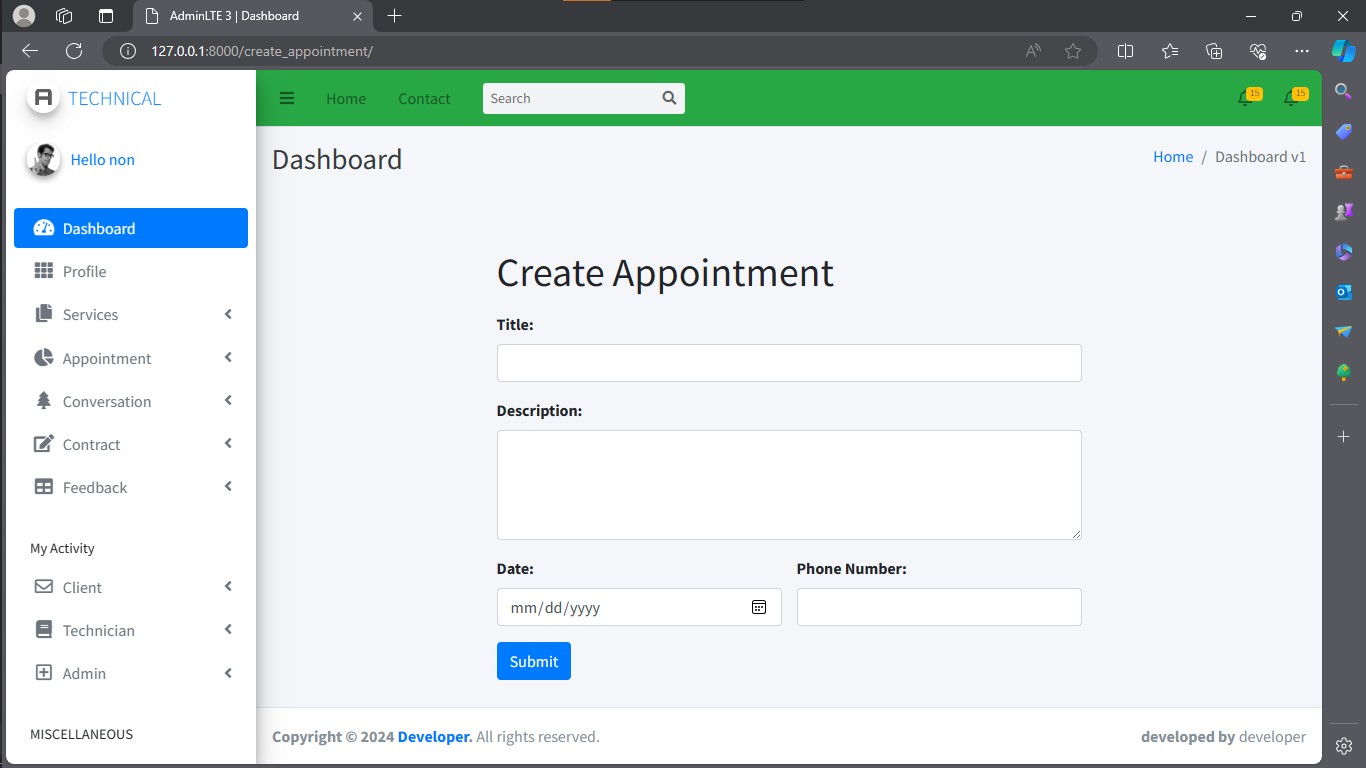 AdminLTE 3 | Dashboard
127.0.0.1:8000/create_appointment/
A TECHNICAL
Home Contact Search 15 15
Hello non
Dashboard
Home / Dashboard v1
Dashboard
Profile
Services
Appointment
Conversation
Contract
Feedback
My Activity
Client
Technician
Admin
MISCELLANEOUS
Create Appointment
Title:
Description:
Date: Phone Number:
mm/dd/yyyy
Submit
Copyright © 2024 Developer. All rights reserved.
developed by developer